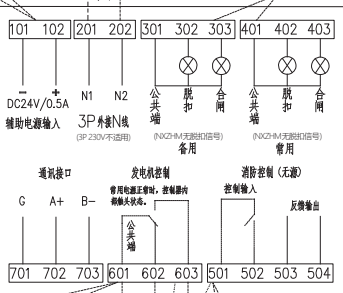 101 102 201 202 301 302 303 401 402 403
− + N1 N2 公共端 脱扣 合闸 公共端 脱扣 合闸
DC24V/0.5A
辅助电源输入 3P外接N线
(3P 230V不适用) (NXZHM无脱扣信号) (NXZHM无脱扣信号)
备用 常用
通讯接口 发电机控制 消防控制 (无源)
常用电源正常时，控制器内
部触头状态。
控制输入
G A+ B− 反馈输出
公共端
701 702 703 601 602 603 501 502 503 504